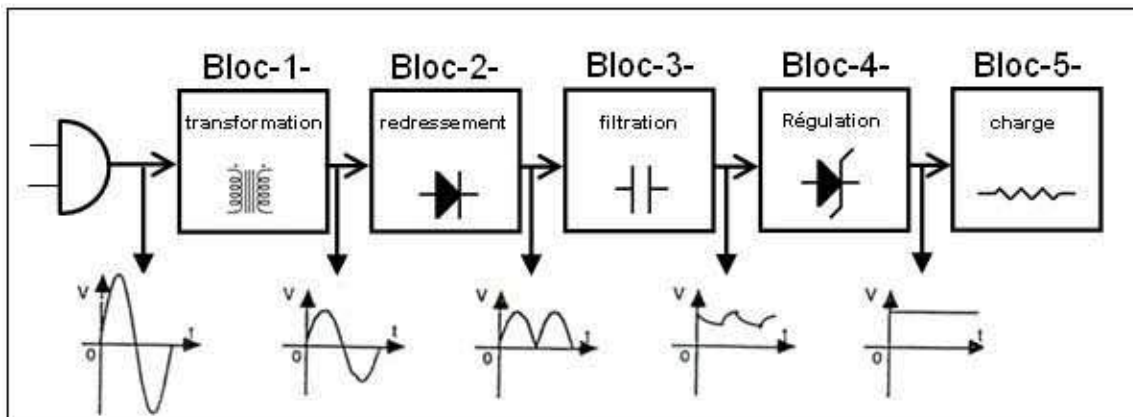 Bloc-1- Bloc-2- Bloc-3- Bloc-4- Bloc-5-
transformation redressement filtration Régulation charge
V t 0
V t 0
V t 0
V t 0
V t 0